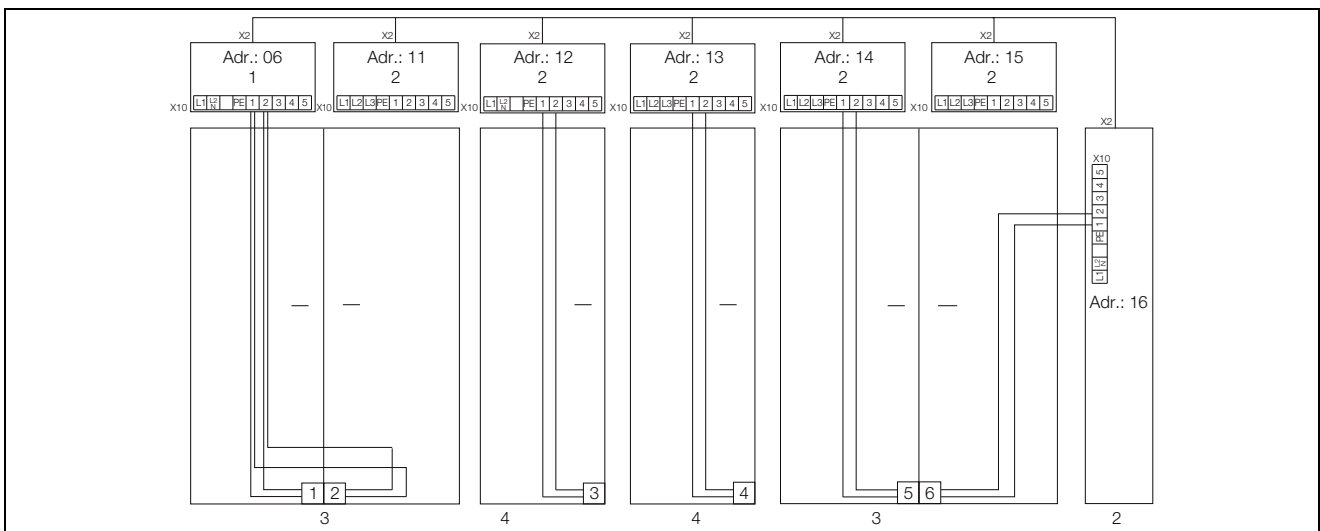 X2 X2 X2 X2 X2 X2
Adr.: 06 Adr.: 11 Adr.: 12 Adr.: 13 Adr.: 14 Adr.: 15
1 2 2 2 2 2
X10 L1 L2 N PE 1 2 3 4 5 X10 L1 L2 L3 PE 1 2 3 4 5 X10 L1 L2 N PE 1 2 3 4 5 X10 L1 L2 L3 PE 1 2 3 4 5 X10 L1 L2 L3 PE 1 2 3 4 5 X10 L1 L2 L3 PE 1 2 3 4 5
X2
X10
5
4
3
2
1
PE
L2 N
L1
Adr.: 16
1 2 3 4 5 6
3 4 4 3 2